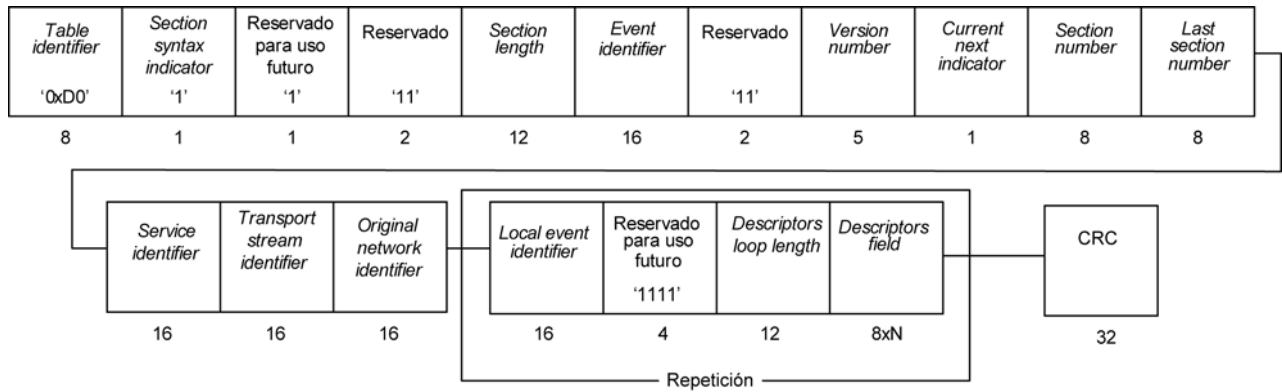 Table identifier '0xD0'
Section syntax indicator '1'
Reservado para uso futuro '1'
Reservado '11'
Section length
Event identifier
Reservado '11'
Version number
Current next indicator
Section number
Last section number
8 1 1 2 12 16 2 5 1 8 8
Service identifier
Transport stream identifier
Original network identifier
Local event identifier
Reservado para uso futuro '1111'
Descriptors loop length
Descriptors field
CRC
16 16 16 16 4 12 8xN 32
Repetición